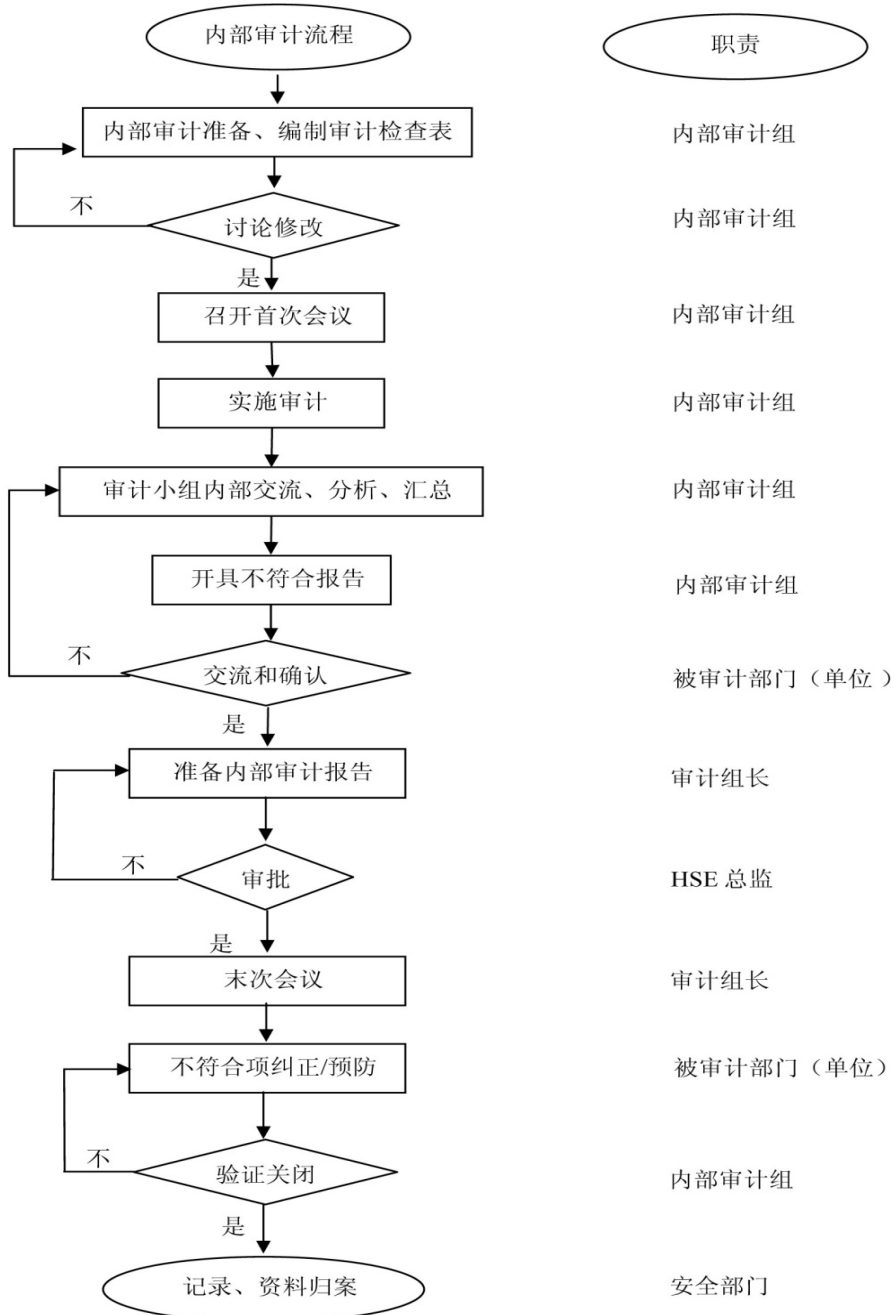 内部审计流程
职责
内部审计准备、编制审计检查表
内部审计组
不
讨论修改
内部审计组
是
召开首次会议
内部审计组
实施审计
内部审计组
审计小组内部交流、分析、汇总
内部审计组
开具不符合报告
内部审计组
不
交流和确认
被审计部门（单位 ）
是
准备内部审计报告
审计组长
不
审批
HSE 总监
是
末次会议
审计组长
不符合项纠正/预防
被审计部门（单位）
不
验证关闭
内部审计组
是
记录、资料归案
安全部门